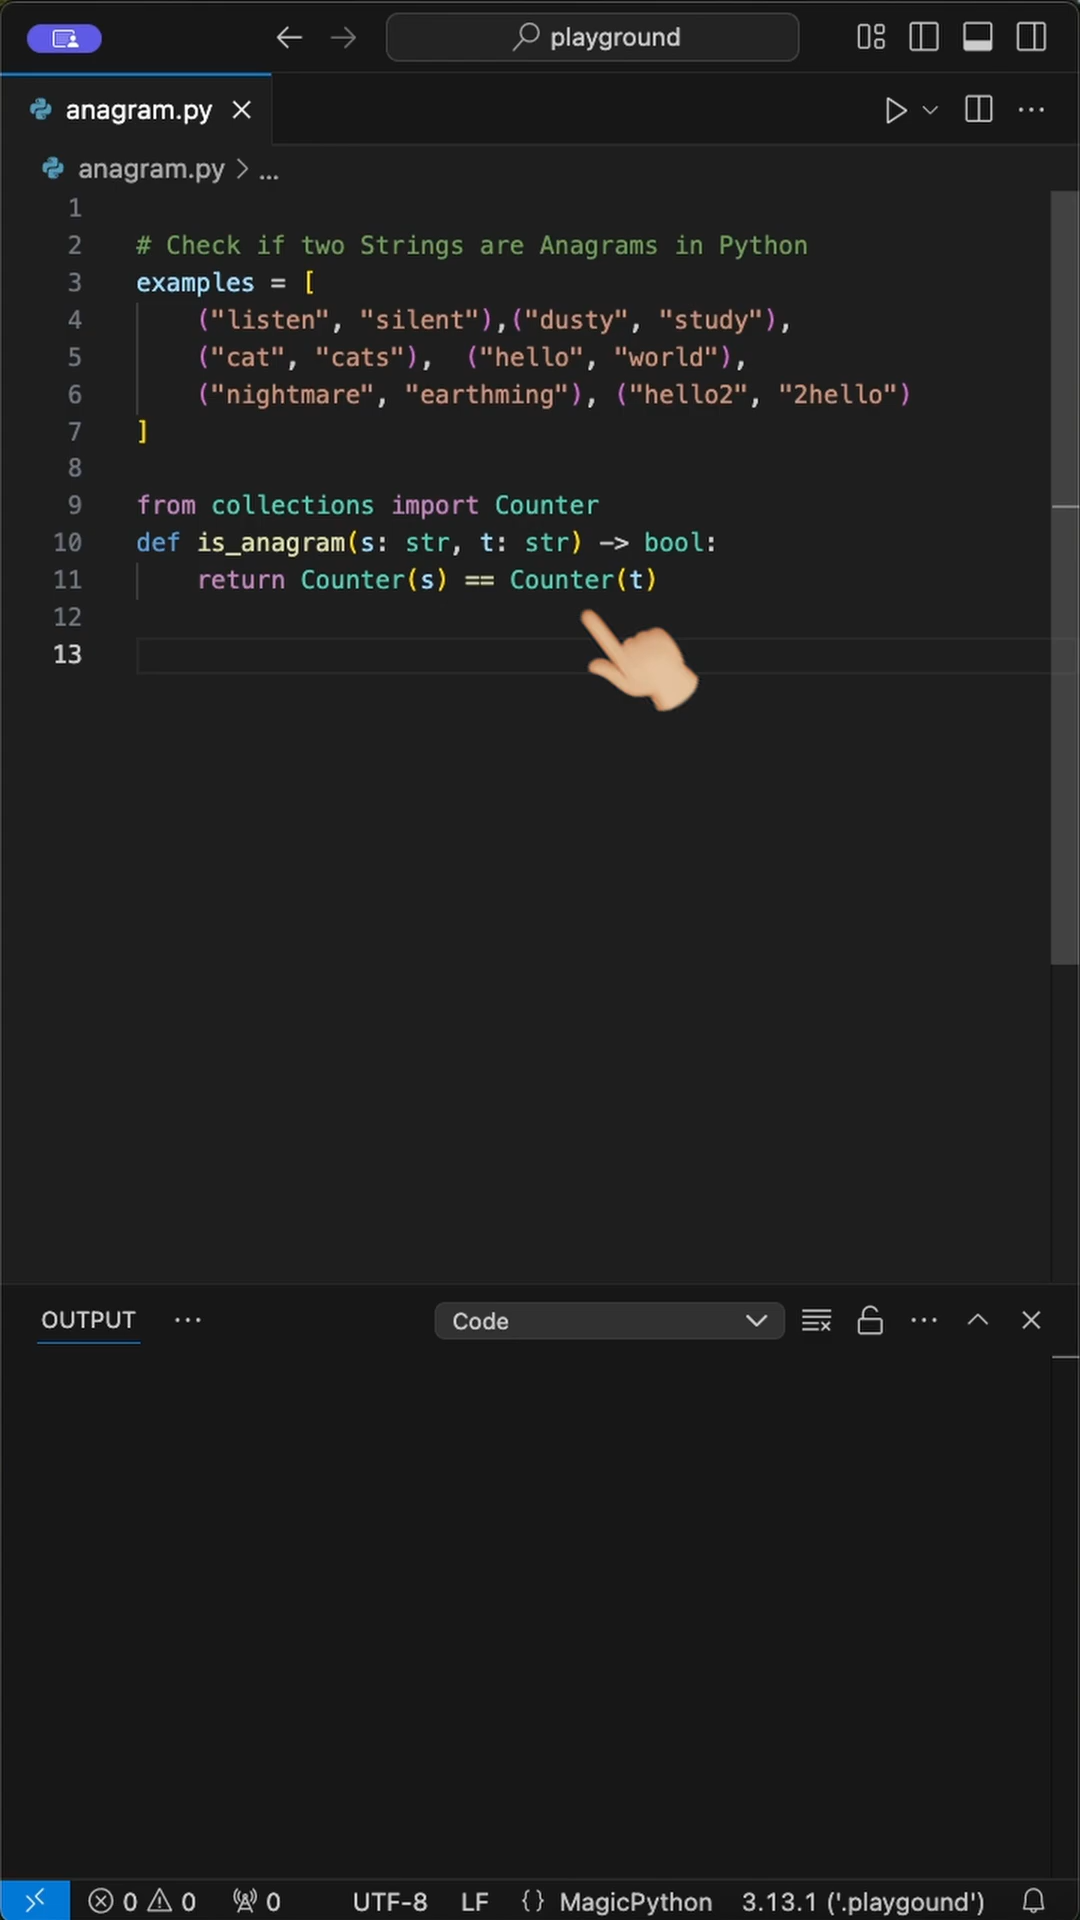 playground
anagram.py
anagram.py > ...
1
2 # Check if two Strings are Anagrams in Python
3 examples = [
4 ("listen", "silent"),("dusty", "study"),
5 ("cat", "cats"),  ("hello", "world"),
6 ("nightmare", "earthming"), ("hello2", "2hello")
7 ]
8
9 from collections import Counter
10 def is_anagram(s: str, t: str) -> bool:
11 return Counter(s) == Counter(t)
12
13
OUTPUT ... Code ...
0 0 0 UTF-8 LF {} MagicPython 3.13.1 ('.playgound')